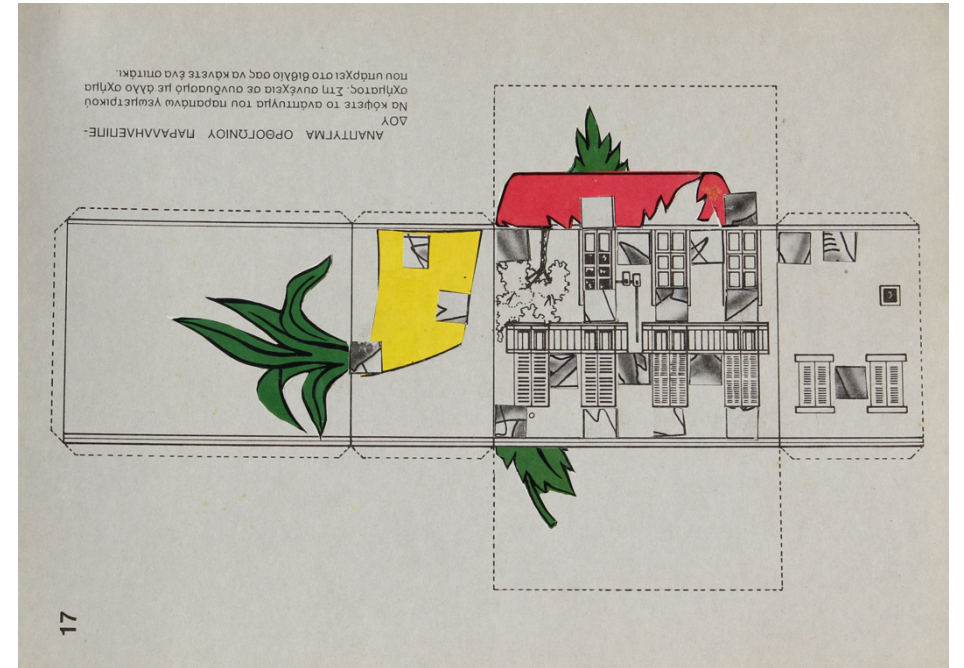 ΑΝΑΠΤΥΓΜΑ ΟΡΘΟΓΩΝΙΟΥ ΠΑΡΑΛΛΗΛΕΠΙΠΕ-
ΔΟΥ
Να κόψετε το ανάπτυγμα του παραπάνω γεωμετρικού
σχήματος. Στη συνέχεια σε συνδυασμό με άλλο σχήμα
που υπάρχει στο βιβλίο σας να κάνετε ένα σπιτάκι.
17